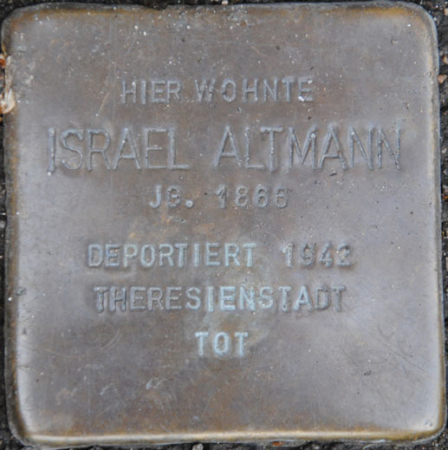 HIER WOHNTE
ISRAEL ALTMANN
JG. 1866
DEPORTIERT 1942
THERESIENSTADT
TOT